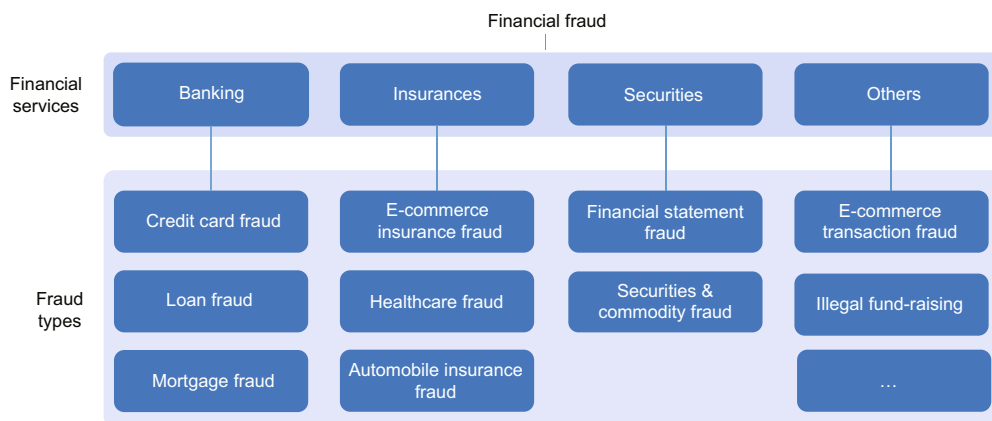 Financial fraud
Financial
services
Banking
Insurances
Securities
Others
Fraud
types
Credit card fraud
E-commerce
insurance fraud
Financial statement
fraud
E-commerce
transaction fraud
Loan fraud
Healthcare fraud
Securities &
commodity fraud
Illegal fund-raising
Mortgage fraud
Automobile insurance
fraud
…